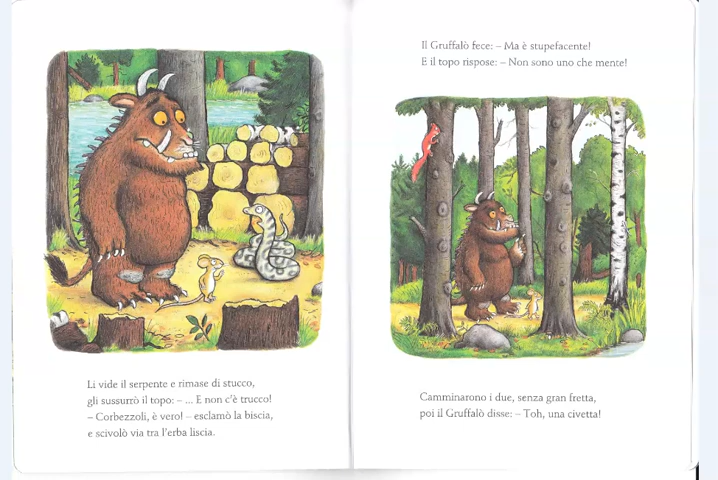 Li vide il serpente e rimase di stucco,
gli sussurrò il topo: – ... E non c'è trucco!
– Corbezzoli, è vero! – esclamò la biscia,
e scivolò via tra l'erba liscia.
Il Gruffalò fece: – Ma è stupefacente!
E il topo rispose: – Non sono uno che mente!
Camminarono i due, senza gran fretta,
poi il Gruffalò disse: – Toh, una civetta!